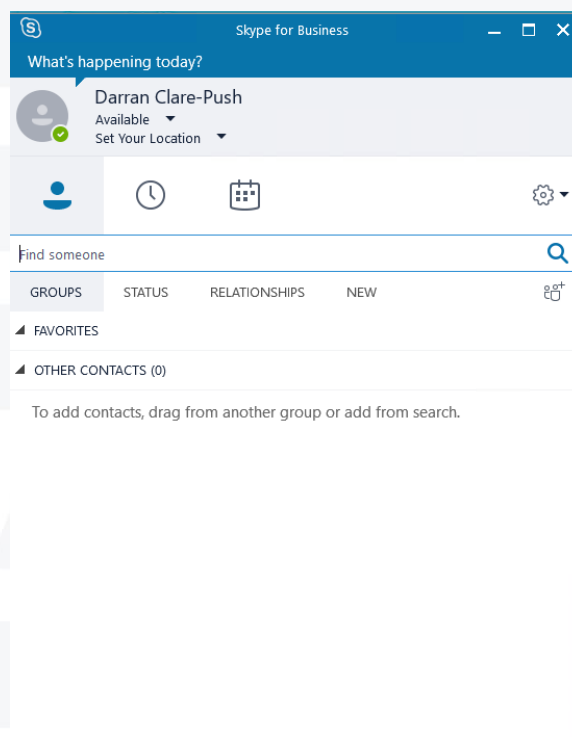 Skype for Business
What's happening today?
Darran Clare-Push
Available
Set Your Location
Find someone
GROUPS STATUS RELATIONSHIPS NEW
FAVORITES
OTHER CONTACTS (0)
To add contacts, drag from another group or add from search.